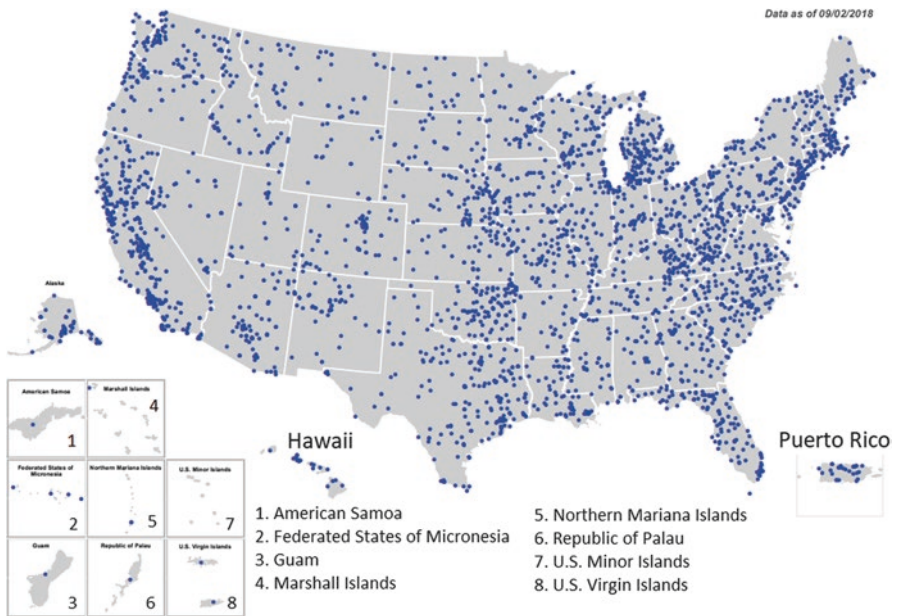 Data as of 09/02/2018
Alaska
American Samoa
1
Marshall Islands
4
Hawaii
Puerto Rico
Federated States of
Micronesia
2
Northern Mariana Islands
5
U.S. Minor Islands
7
Guam
3
Republic of Palau
6
U.S. Virgin Islands
8
1. American Samoa
2. Federated States of Micronesia
3. Guam
4. Marshall Islands
5. Northern Mariana Islands
6. Republic of Palau
7. U.S. Minor Islands
8. U.S. Virgin Islands